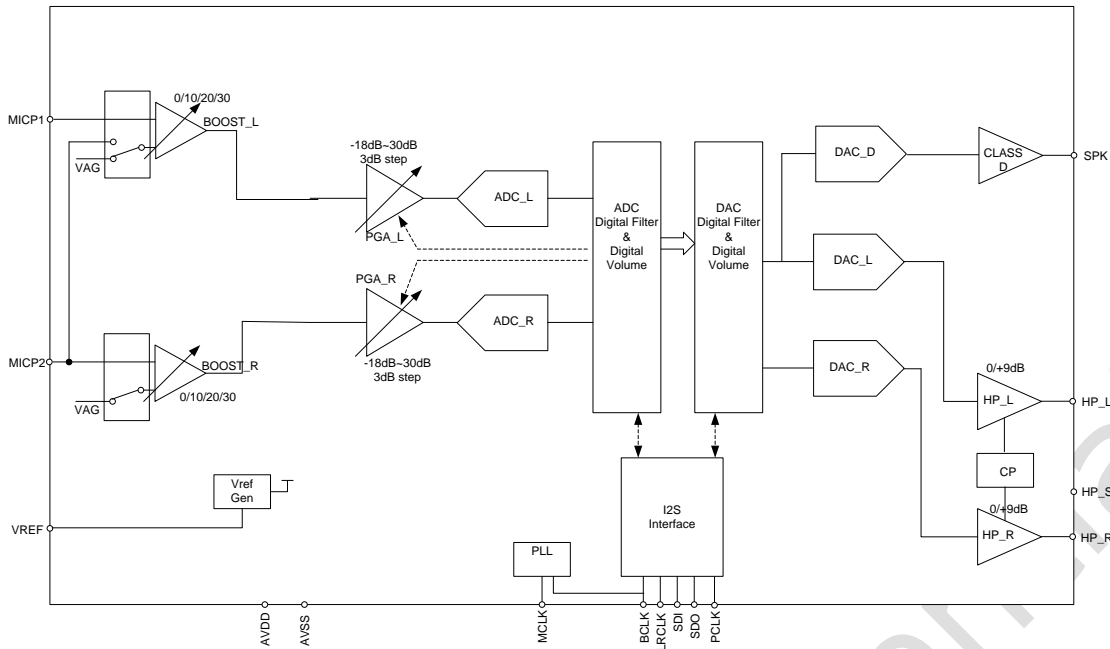 MICP1
0/10/20/30
BOOST_L
VAG
-18dB~30dB
3dB step
PGA_L
ADC_L
ADC
Digital Filter
&
Digital
Volume
DAC
Digital Filter
&
Digital
Volume
DAC_D
CLASS
D
SPK
DAC_L
PGA_R
ADC_R
-18dB~30dB
3dB step
MICP2
BOOST_R
0/10/20/30
VAG
DAC_R
0/+9dB
HP_L
HP_L
CP
HP_S
0/+9dB
HP_R
HP_R
Vref
Gen
VREF
I2S
Interface
PLL
AVDD
AVSS
MCLK
BCLK
LRCLK
SDI
SDO
PCLK